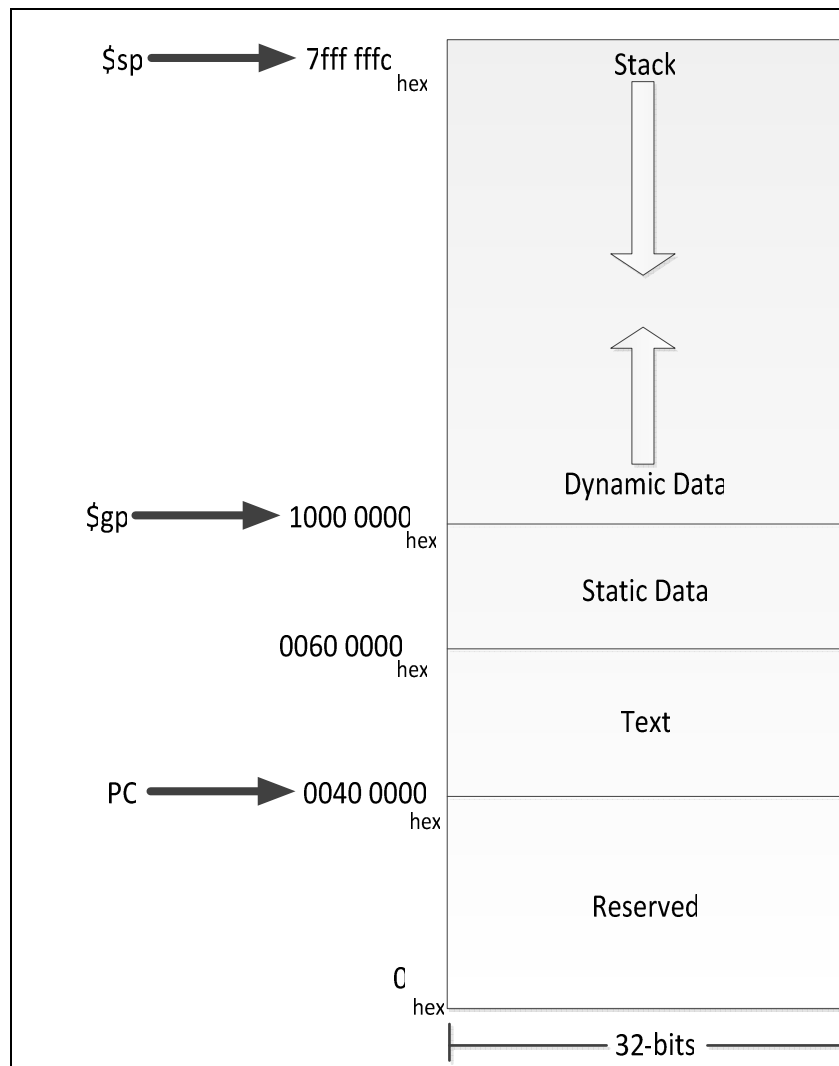 $sp 7fff fffc hex Stack
Dynamic Data
$gp 1000 0000 hex
Static Data
0060 0000 hex
Text
PC 0040 0000 hex
Reserved
0 hex
32-bits